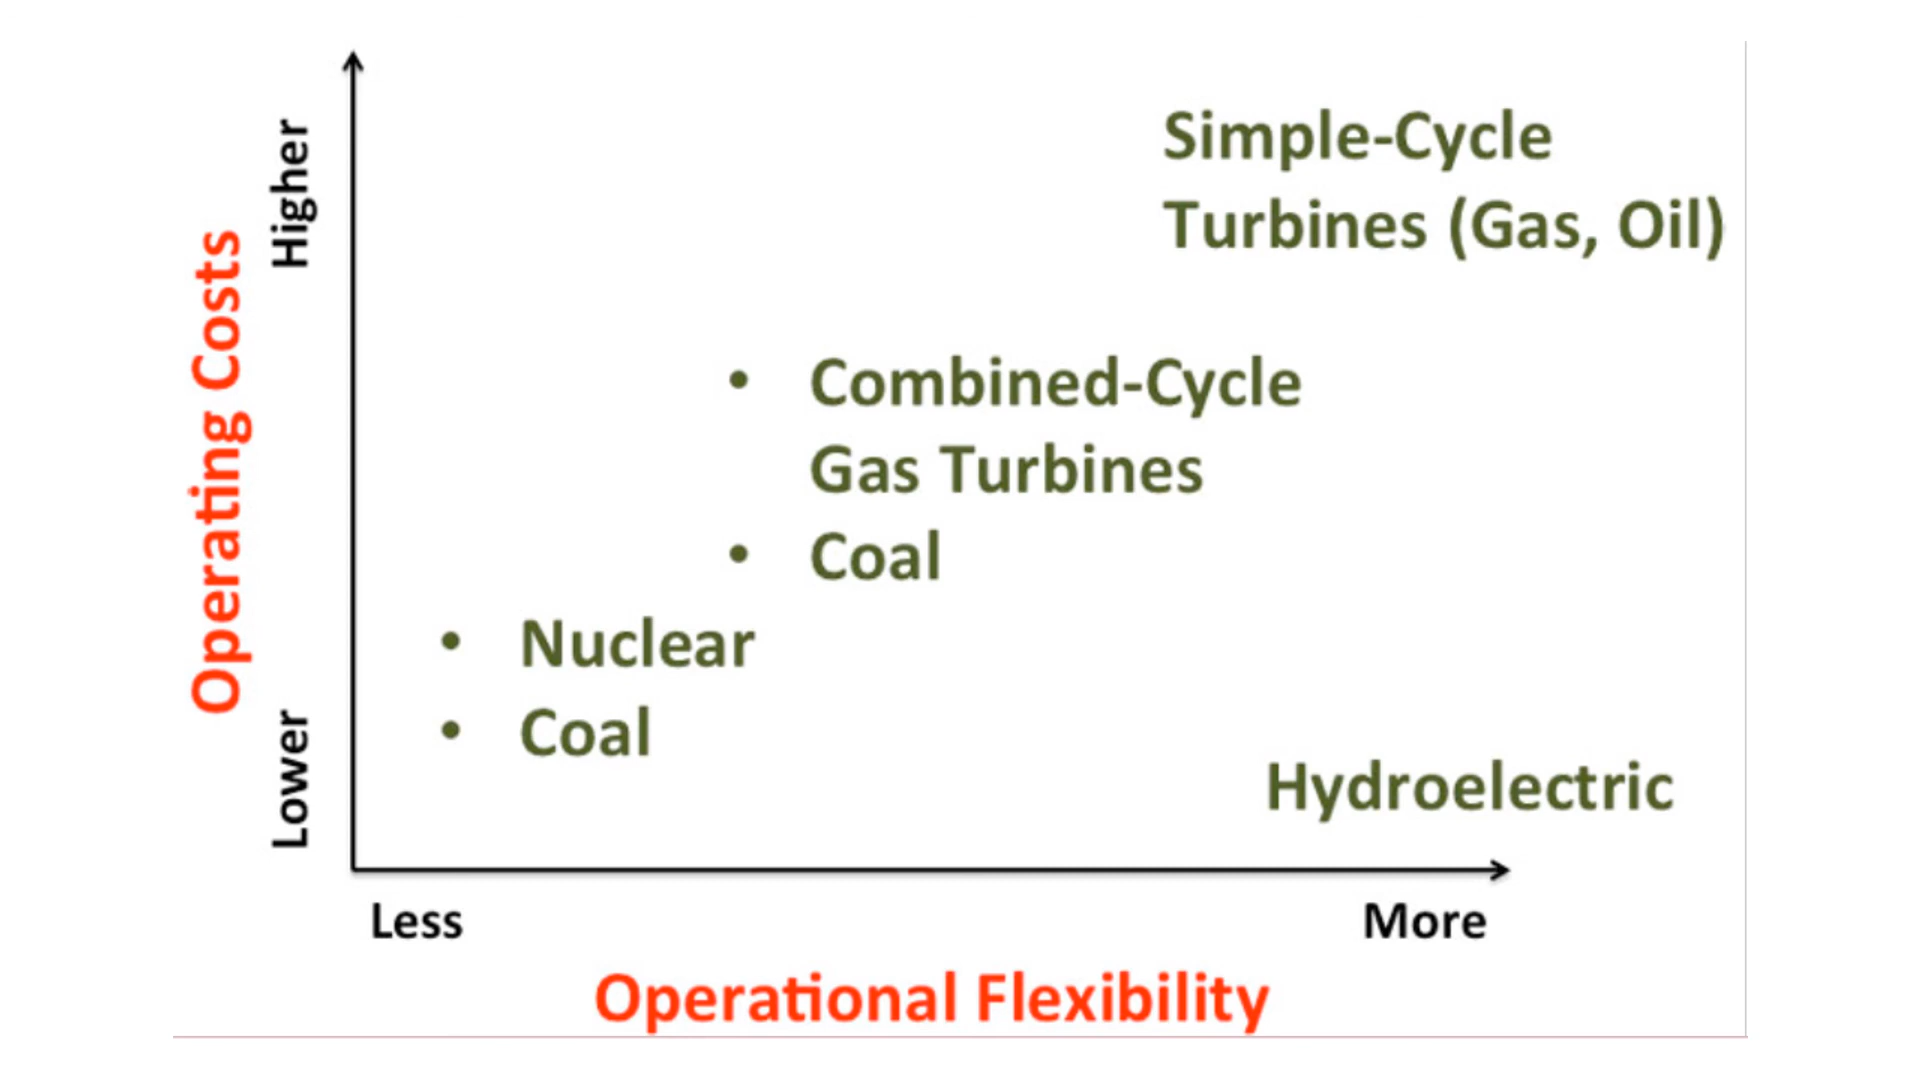 Simple-Cycle
Turbines (Gas, Oil)
• Combined-Cycle
Gas Turbines
• Coal
• Nuclear
• Coal
Hydroelectric
Operating Costs
Higher
Lower
Less
More
Operational Flexibility